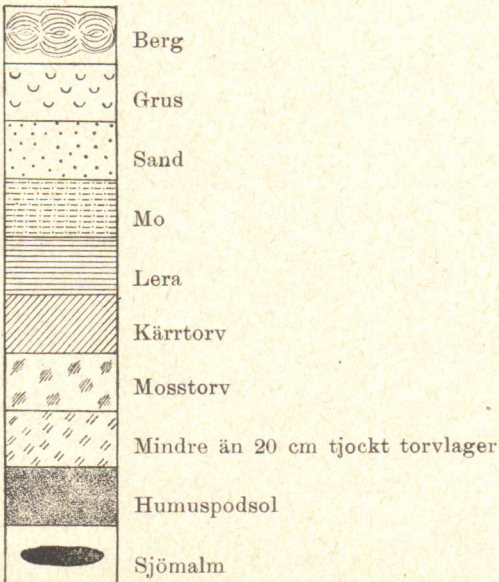 Berg
Grus
Sand
Mo
Lera
Kärrtorv
Mosstorv
Mindre än 20 cm tjockt torvlager
Humuspodsol
Sjömalm